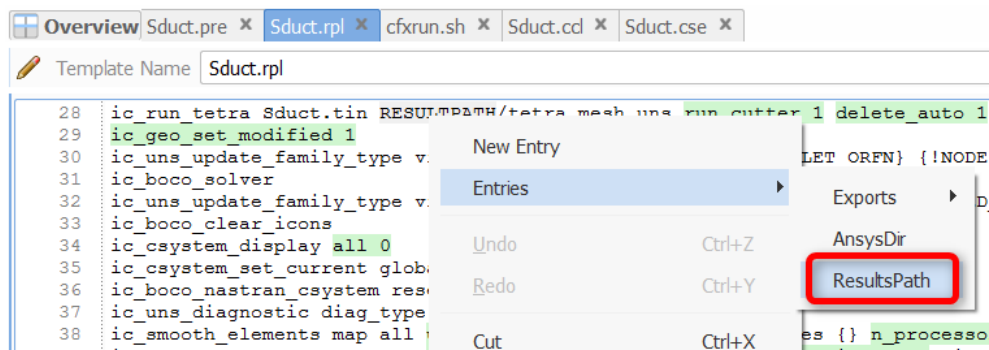 Overview Sduct.pre × Sduct.rpl × cfxrun.sh × Sduct.ccl × Sduct.cse ×
Template Name Sduct.rpl
28 ic_run_tetra Sduct.tin RESULTPATH/tetra_mesh.uns run_cutter 1 delete_auto 1
29 ic_geo_set_modified 1
30 ic_uns_update_family_type LET ORFN} {!NODE
31 ic_boco_solver
32 ic_uns_update_family_type
33 ic_boco_clear_icons
34 ic_csystem_display all 0
35 ic_csystem_set_current
36 ic_boco_nastran_csystem
37 ic_uns_diagnostic diag_type
38 ic_smooth_elements map all {} n_processo
New Entry
Entries
Undo Ctrl+Z
Redo Ctrl+Y
Cut Ctrl+X
Exports
AnsysDir
ResultsPath